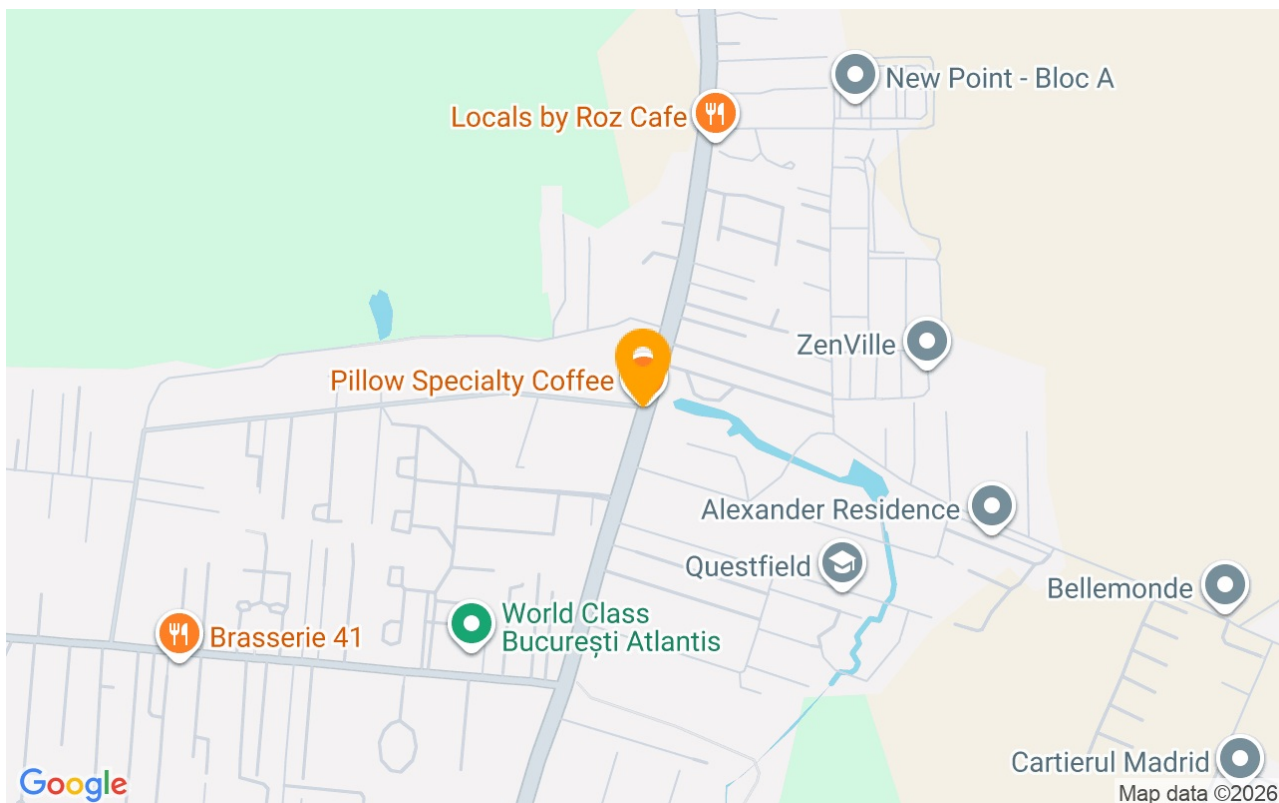 New Point - Bloc A
Locals by Roz Cafe
ZenVille
Pillow Specialty Coffee
Alexander Residence
Questfield
Bellemonde
World Class
București Atlantis
Brasserie 41
Cartierul Madrid
Google
Map data ©2026